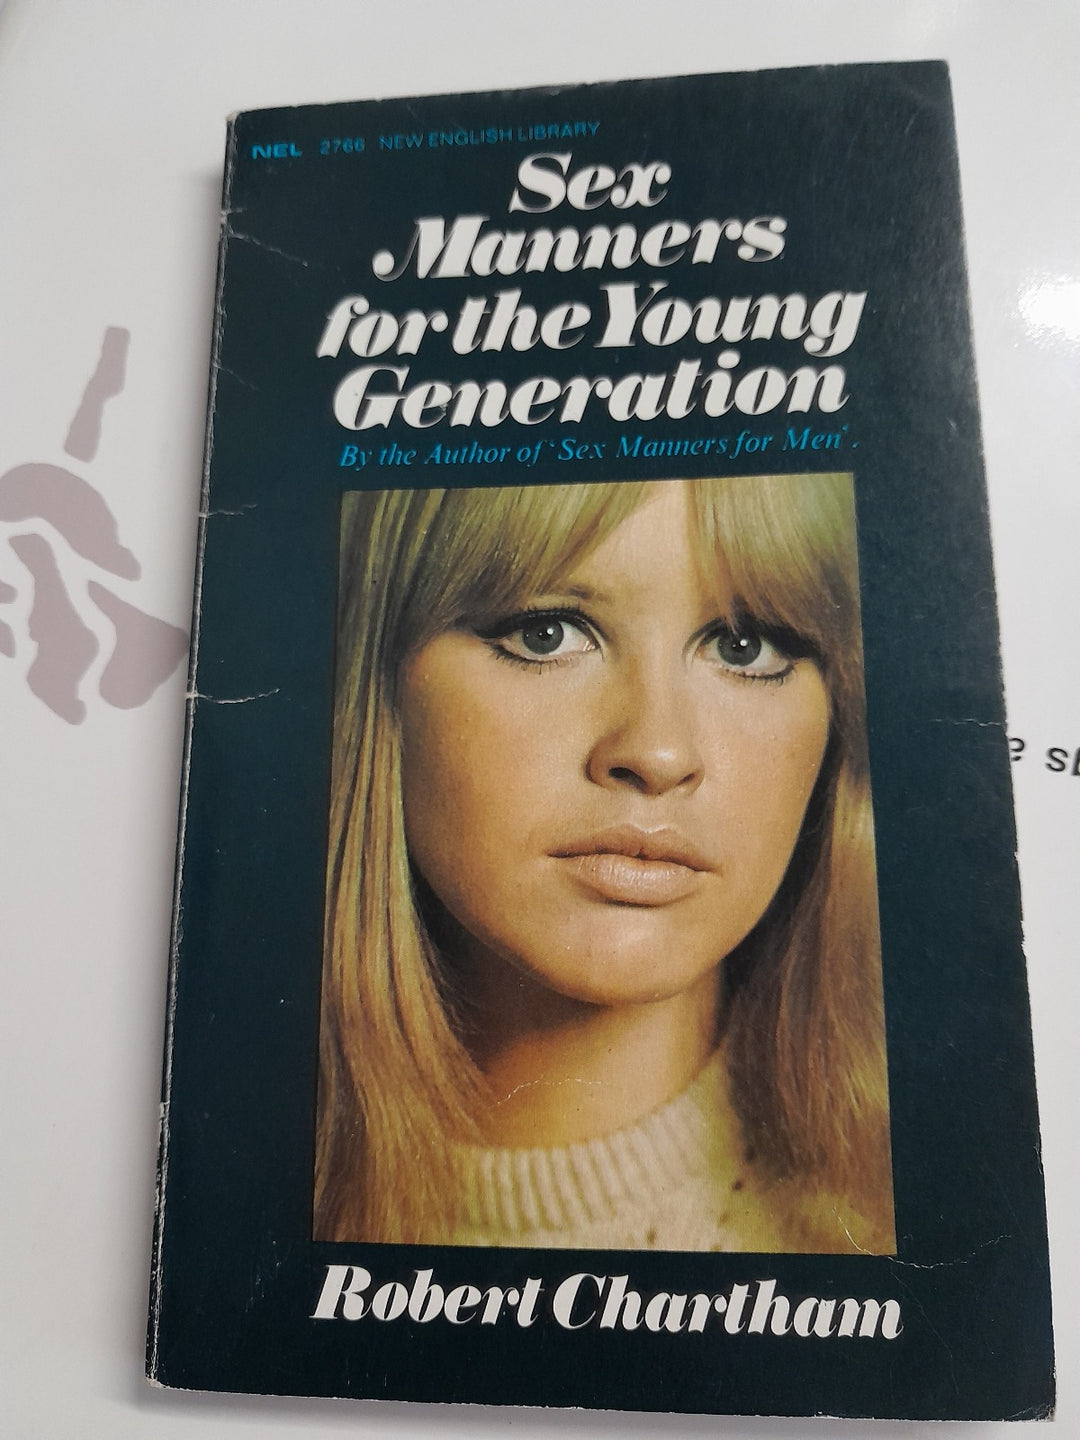 NEL 2766 NEW ENGLISH LIBRARY
Sex
Manners
for the Young
Generation
By the Author of 'Sex Manners for Men'.
Robert Chartham